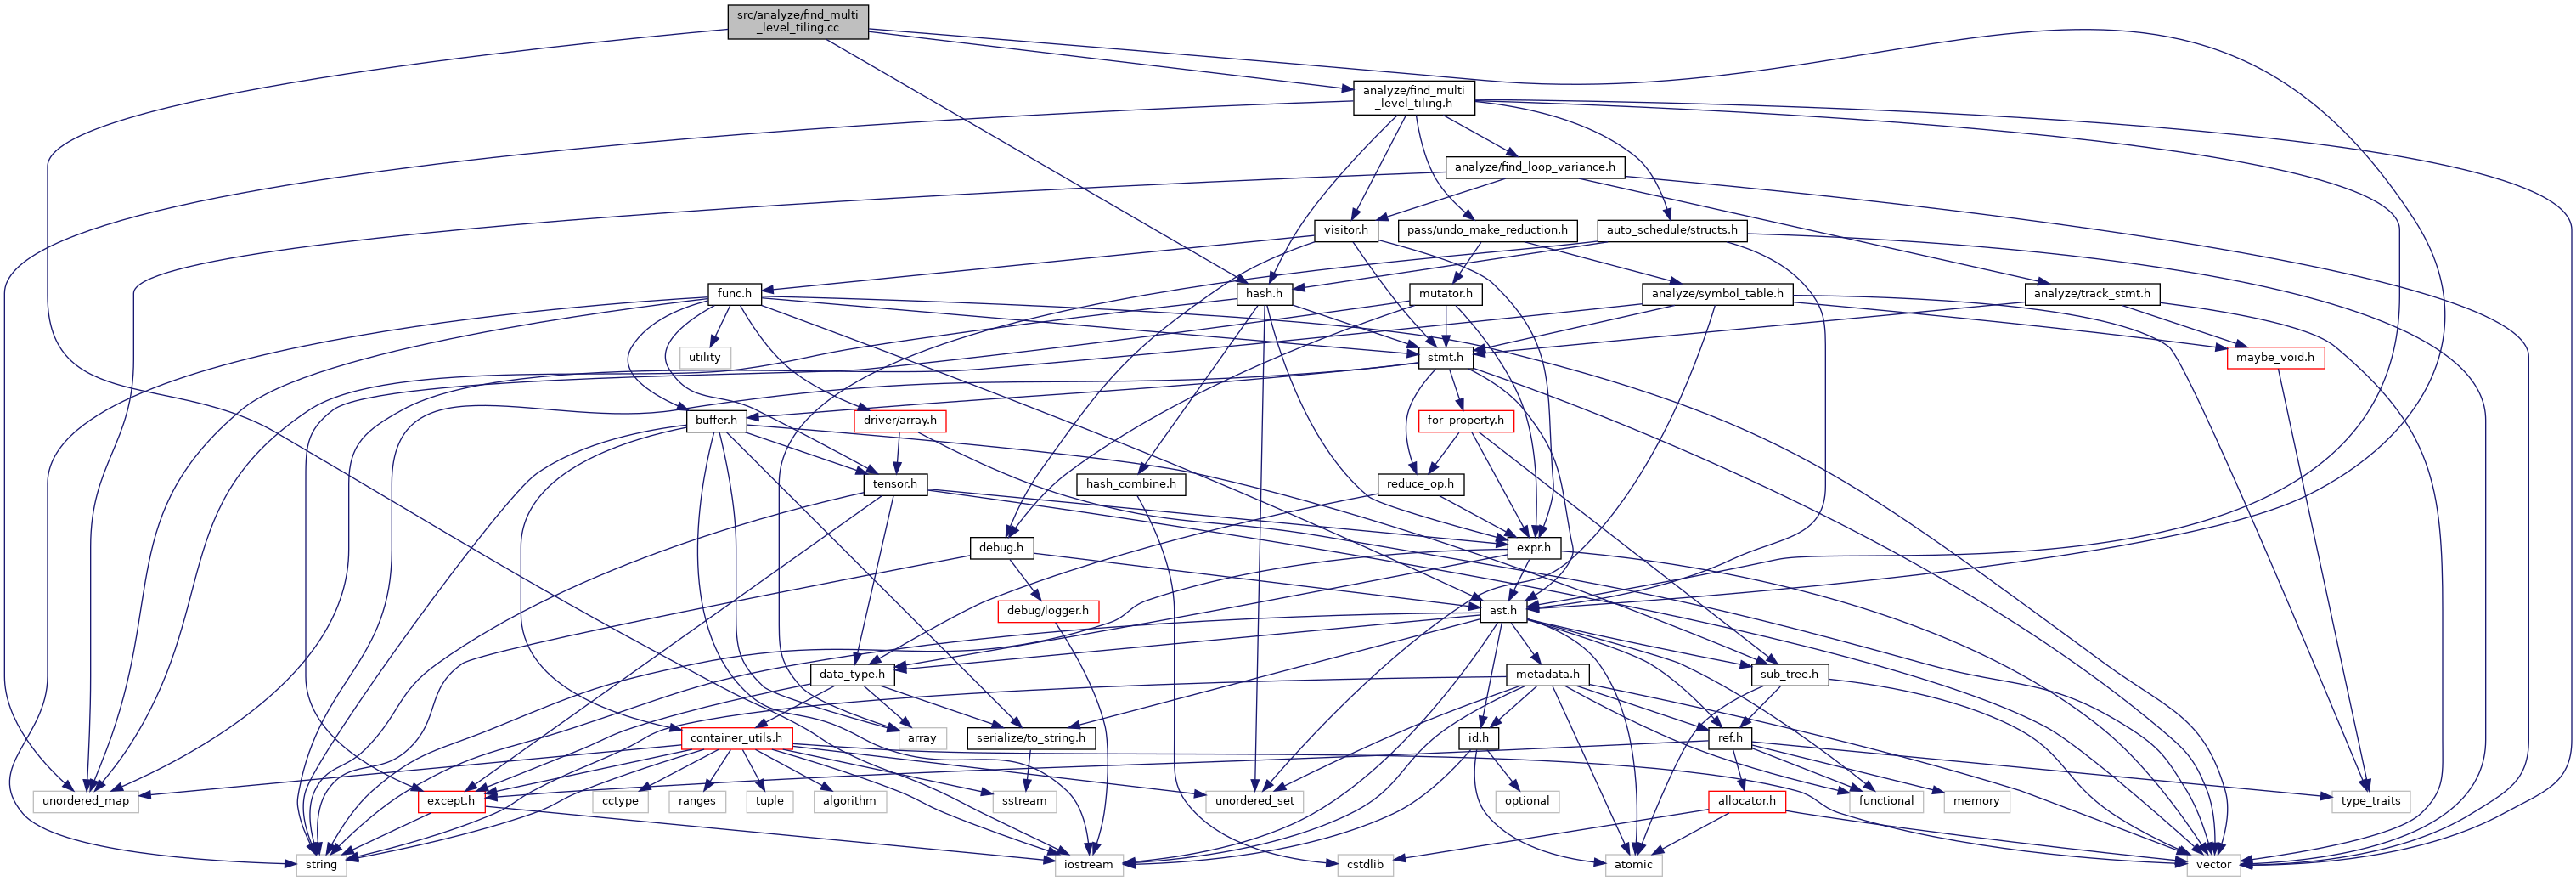 src/analyze/find_multi
_level_tiling.cc
analyze/find_multi
_level_tiling.h
analyze/find_loop_variance.h
visitor.h
pass/undo_make_reduction.h
auto_schedule/structs.h
func.h
hash.h
mutator.h
analyze/symbol_table.h
analyze/track_stmt.h
utility
stmt.h
maybe_void.h
buffer.h
driver/array.h
for_property.h
tensor.h
hash_combine.h
reduce_op.h
debug.h
expr.h
debug/logger.h
ast.h
data_type.h
metadata.h
sub_tree.h
container_utils.h
array
serialize/to_string.h
id.h
ref.h
unordered_map
except.h
cctype
ranges
tuple
algorithm
sstream
unordered_set
optional
allocator.h
functional
memory
type_traits
string
iostream
cstdlib
atomic
vector